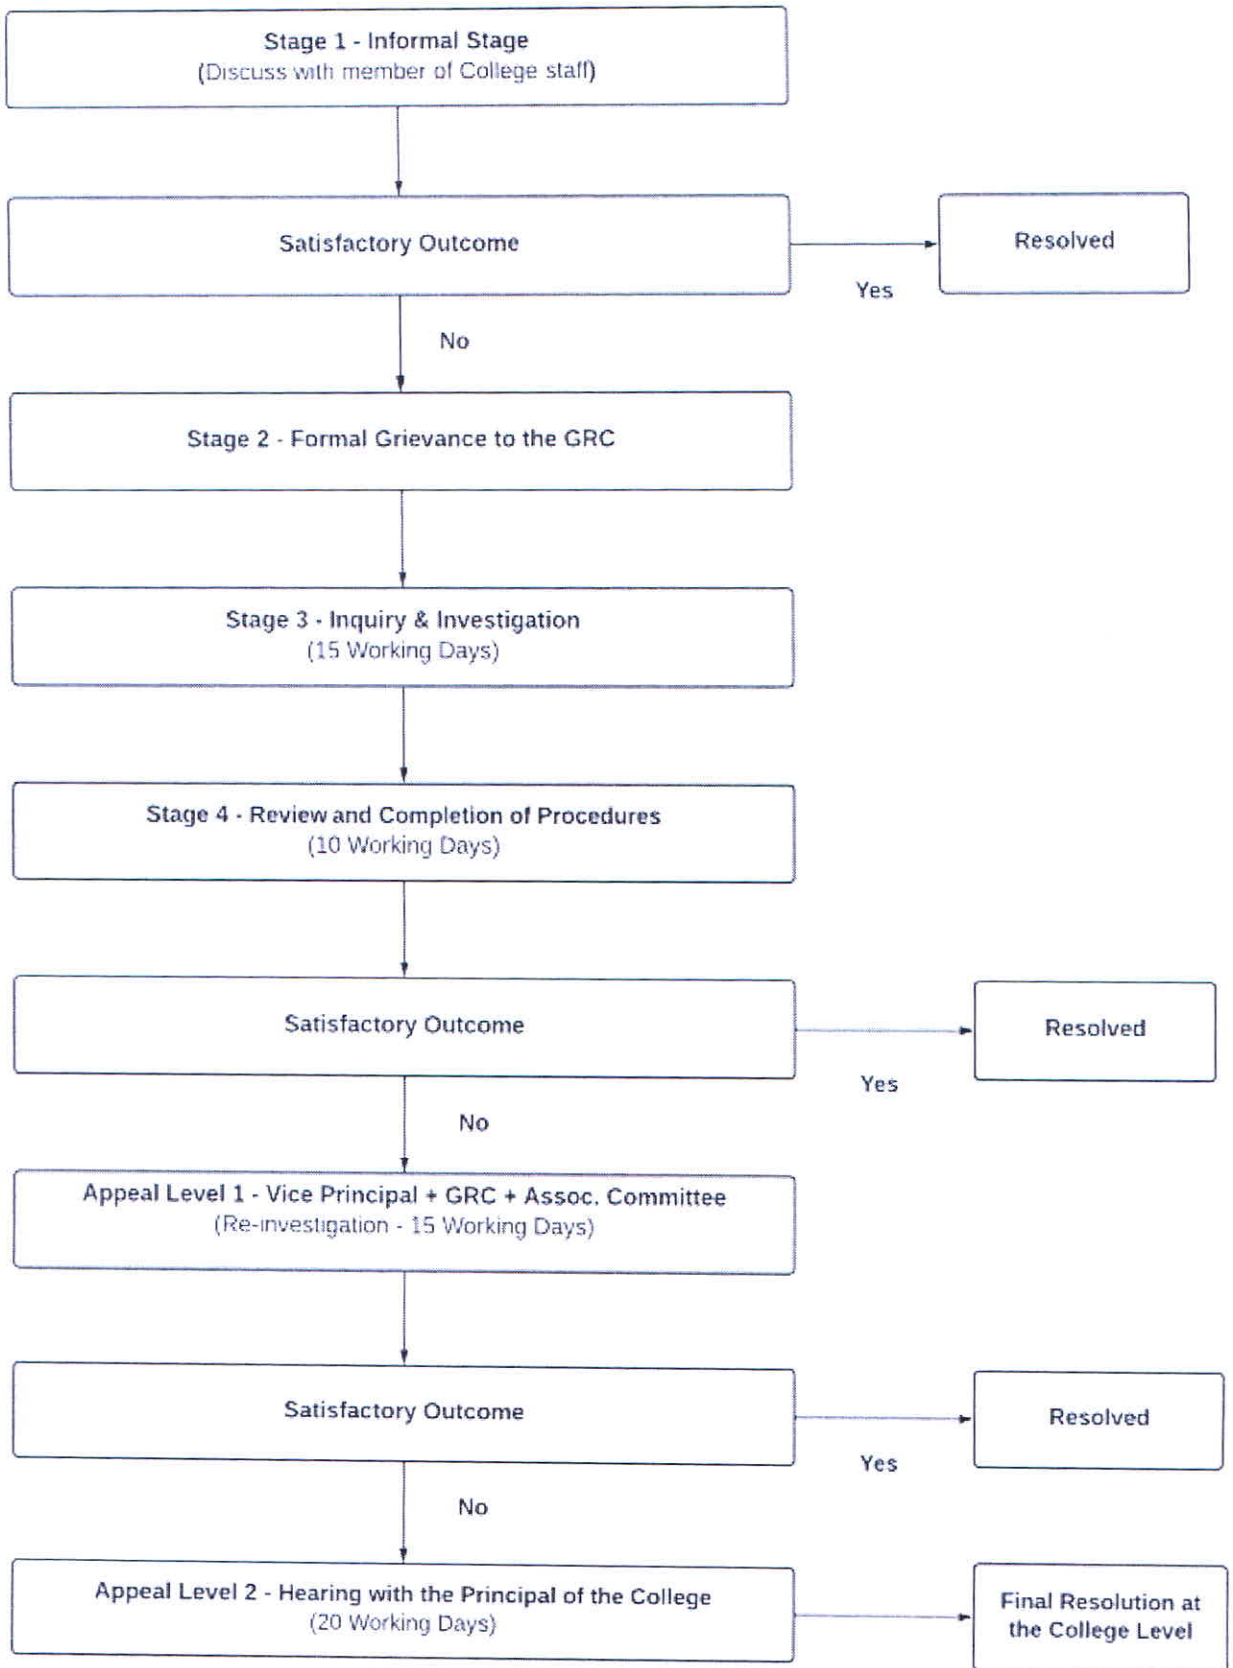 Stage 1 - Informal Stage
(Discuss with member of College staff)
Satisfactory Outcome
Resolved
Yes
No
Stage 2 - Formal Grievance to the GRC
Stage 3 - Inquiry & Investigation
(15 Working Days)
Stage 4 - Review and Completion of Procedures
(10 Working Days)
Satisfactory Outcome
Resolved
Yes
No
Appeal Level 1 - Vice Principal + GRC + Assoc. Committee
(Re-investigation - 15 Working Days)
Satisfactory Outcome
Resolved
Yes
No
Appeal Level 2 - Hearing with the Principal of the College
(20 Working Days)
Final Resolution at
the College Level